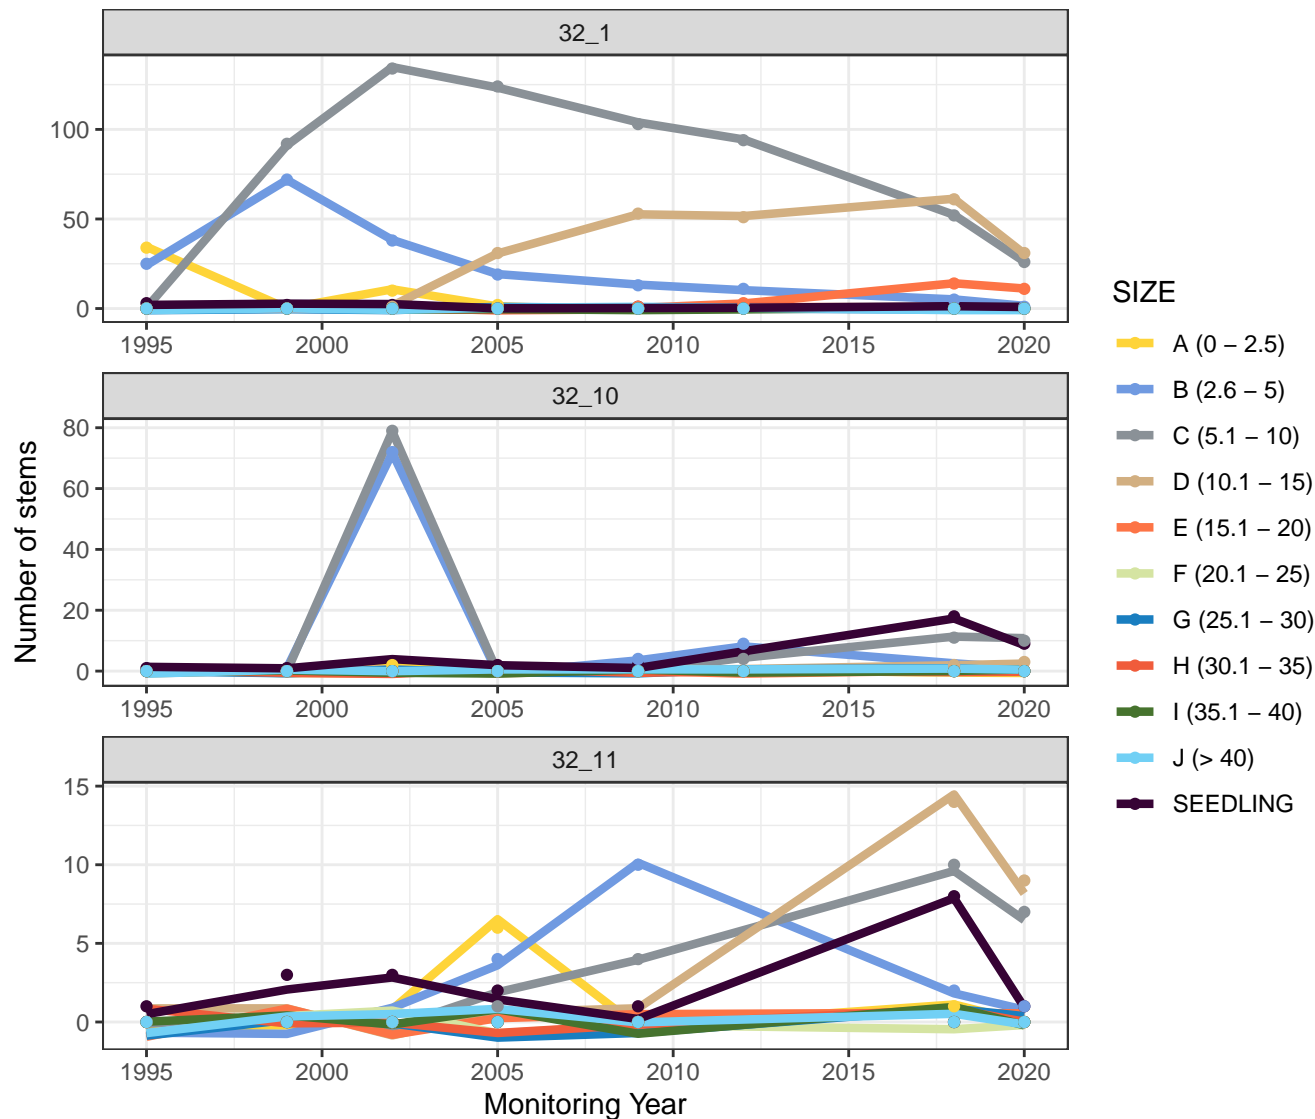 32_1
100
50
0
1995 2000 2005 2010 2015 2020
32_10
80
60
40
20
0
1995 2000 2005 2010 2015 2020
32_11
15
10
5
0
1995 2000 2005 2010 2015 2020
Monitoring Year
Number of stems
SIZE
A (0 − 2.5)
B (2.6 − 5)
C (5.1 − 10)
D (10.1 − 15)
E (15.1 − 20)
F (20.1 − 25)
G (25.1 − 30)
H (30.1 − 35)
I (35.1 − 40)
J (> 40)
SEEDLING